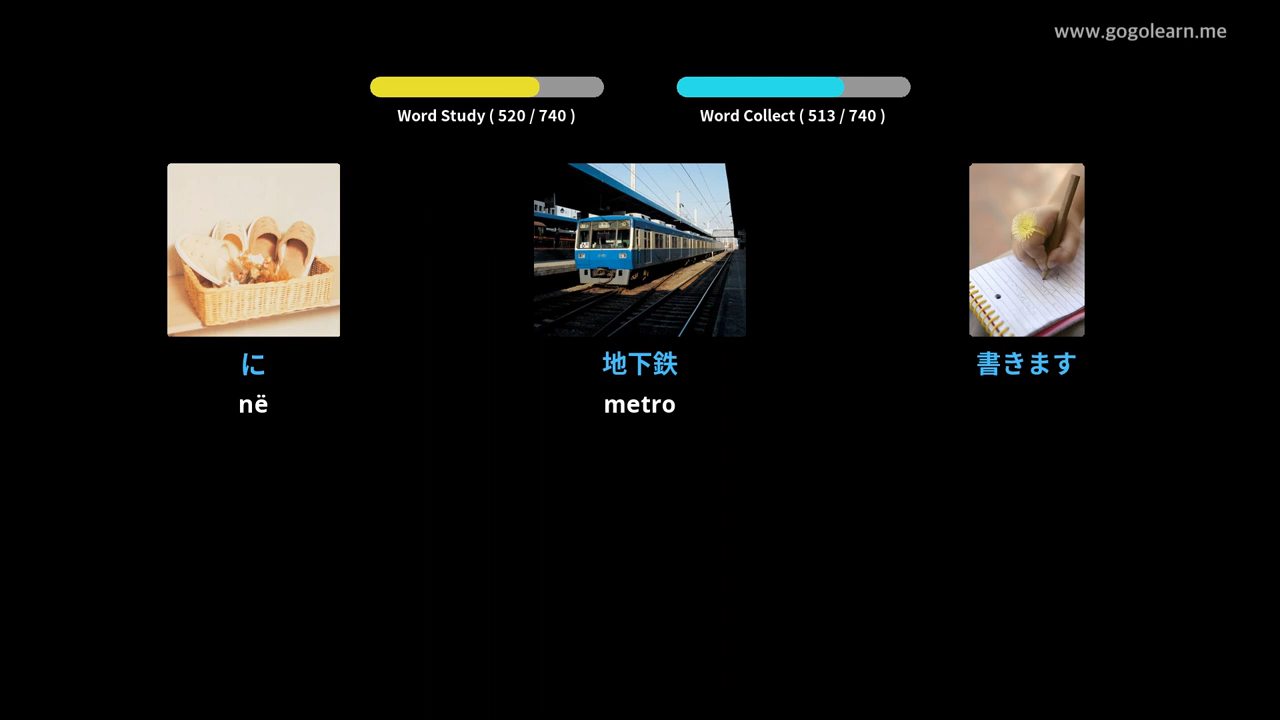 www.gogolearn.me
Word Study ( 520 / 740 )
Word Collect ( 513 / 740 )
に
地下鉄
書きます
në
metro